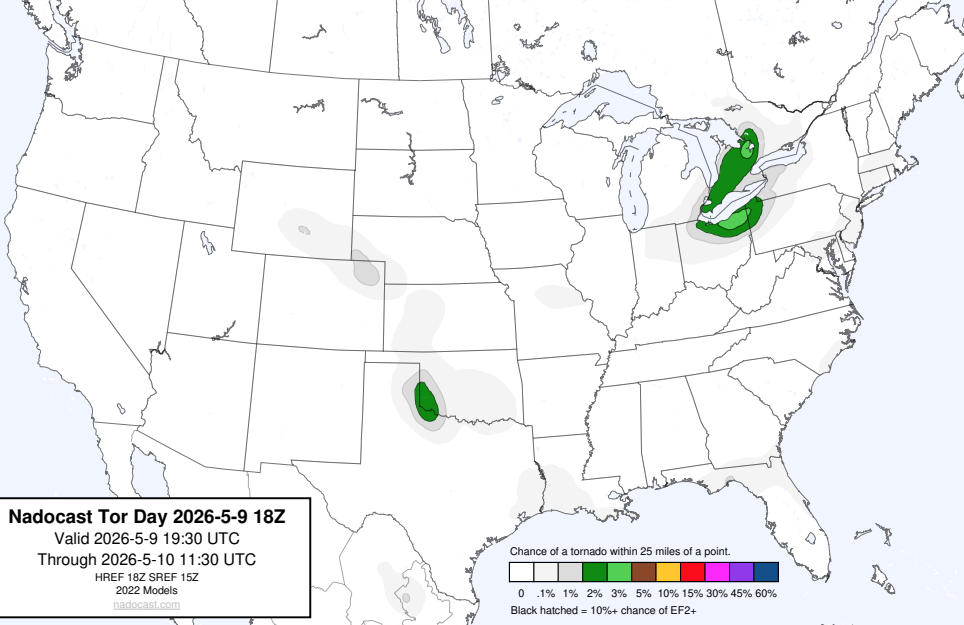 Nadocast Tor Day 2026-5-9 18Z
Valid 2026-5-9 19:30 UTC
Through 2026-5-10 11:30 UTC
HREF 18Z SREF 15Z
2022 Models
nadocast.com
Chance of a tornado within 25 miles of a point.
0 .1% 1% 2% 3% 5% 10% 15% 30% 45% 60%
Black hatched = 10%+ chance of EF2+